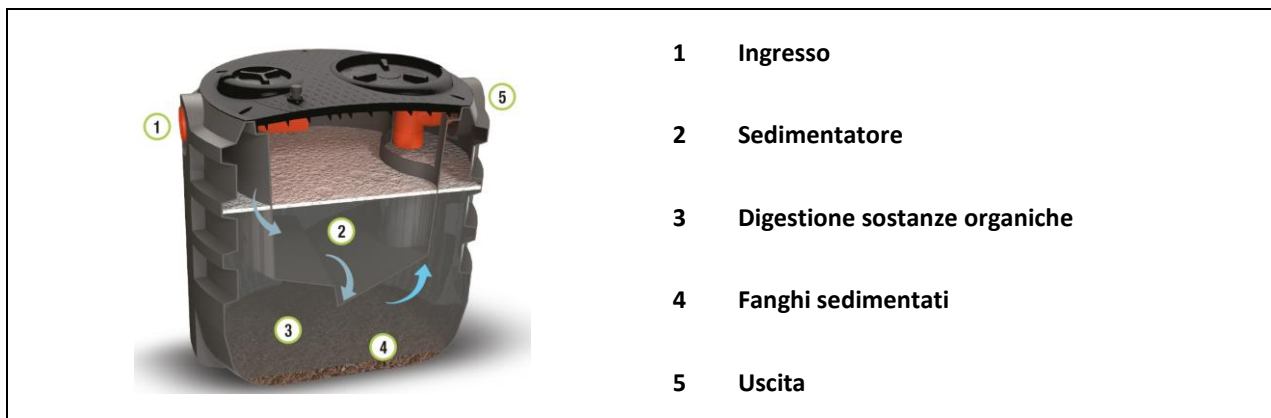 1 Ingresso
2 Sedimentatore
3 Digestione sostanze organiche
4 Fanghi sedimentati
5 Uscita
1
5
2
3
4